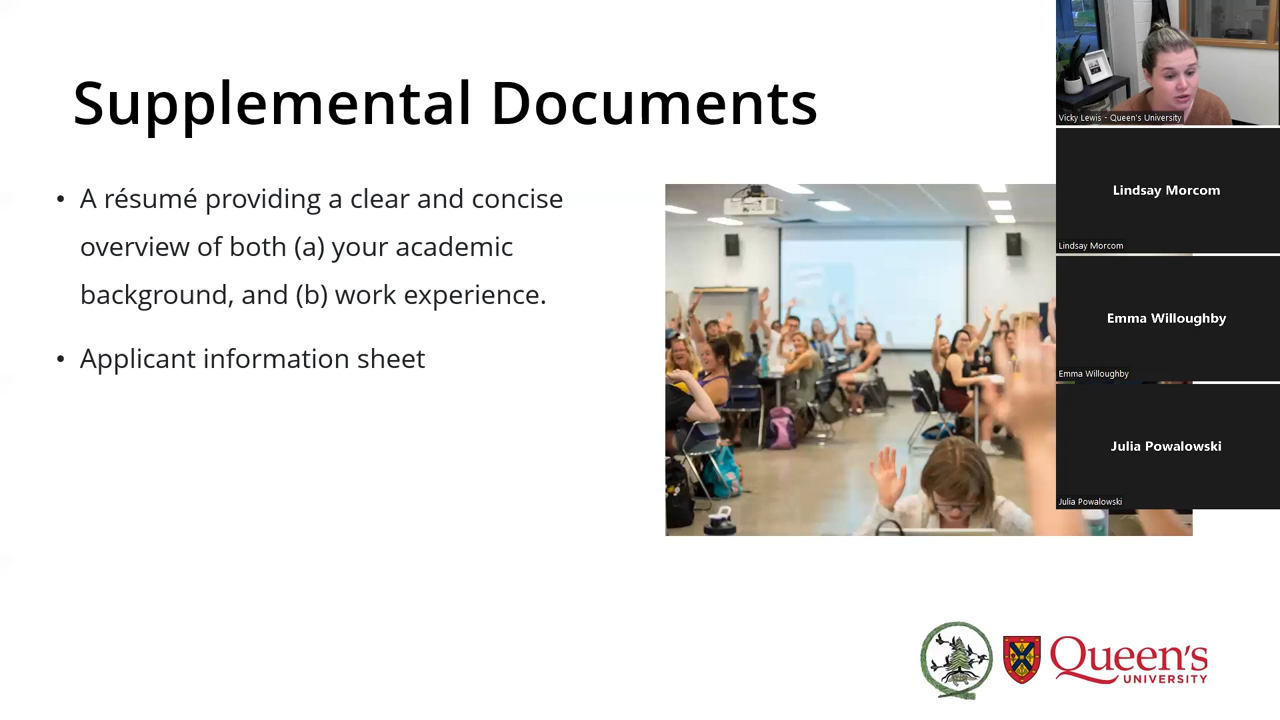 Supplemental Documents
• A résumé providing a clear and concise
overview of both (a) your academic
background, and (b) work experience.
• Applicant information sheet
Vicky Lewis - Queen's University
Lindsay Morcom
Lindsay Morcom
Emma Willoughby
Emma Willoughby
Julia Powalowski
Julia Powalowski
Queen's
UNIVERSITY